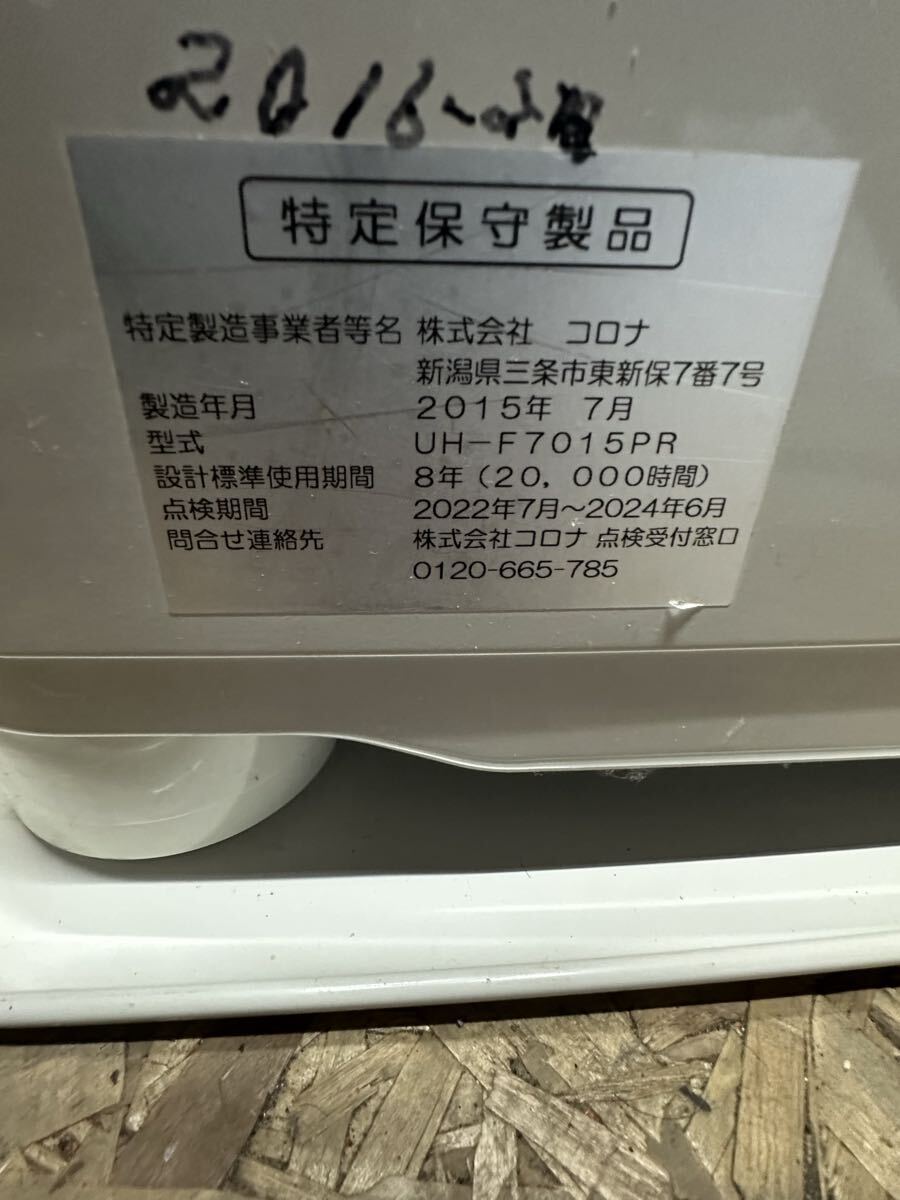 2016
特定保守製品
特定製造事業者等名 株式会社 コロナ
新潟県三条市東新保7番7号
製造年月 2015年 7月
型式 UH-F7015PR
設計標準使用期間 8年(20,000時間)
点検期間 2022年7月～2024年6月
問合せ連絡先 株式会社コロナ 点検受付窓口
0120-665-785